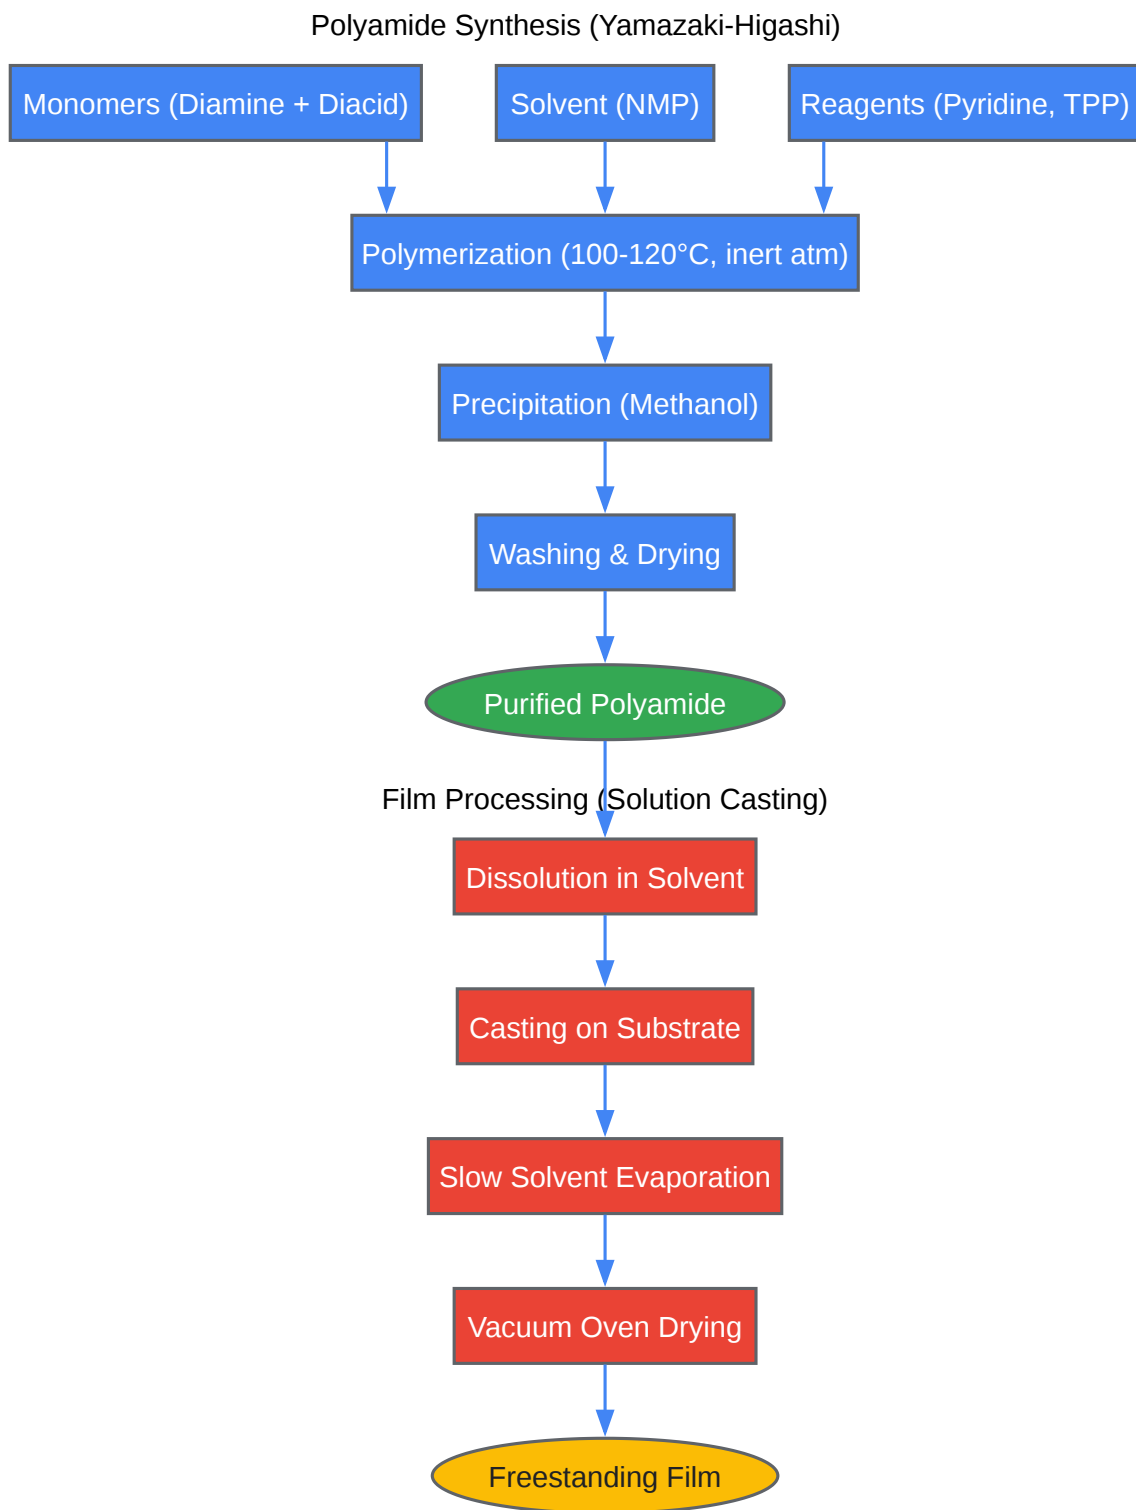 Polyamide Synthesis (Yamazaki-Higashi)
Monomers (Diamine + Diacid)
Solvent (NMP)
Reagents (Pyridine, TPP)
Polymerization (100-120°C, inert atm)
Precipitation (Methanol)
Washing & Drying
Purified Polyamide
Film Processing (Solution Casting)
Dissolution in Solvent
Casting on Substrate
Slow Solvent Evaporation
Vacuum Oven Drying
Freestanding Film